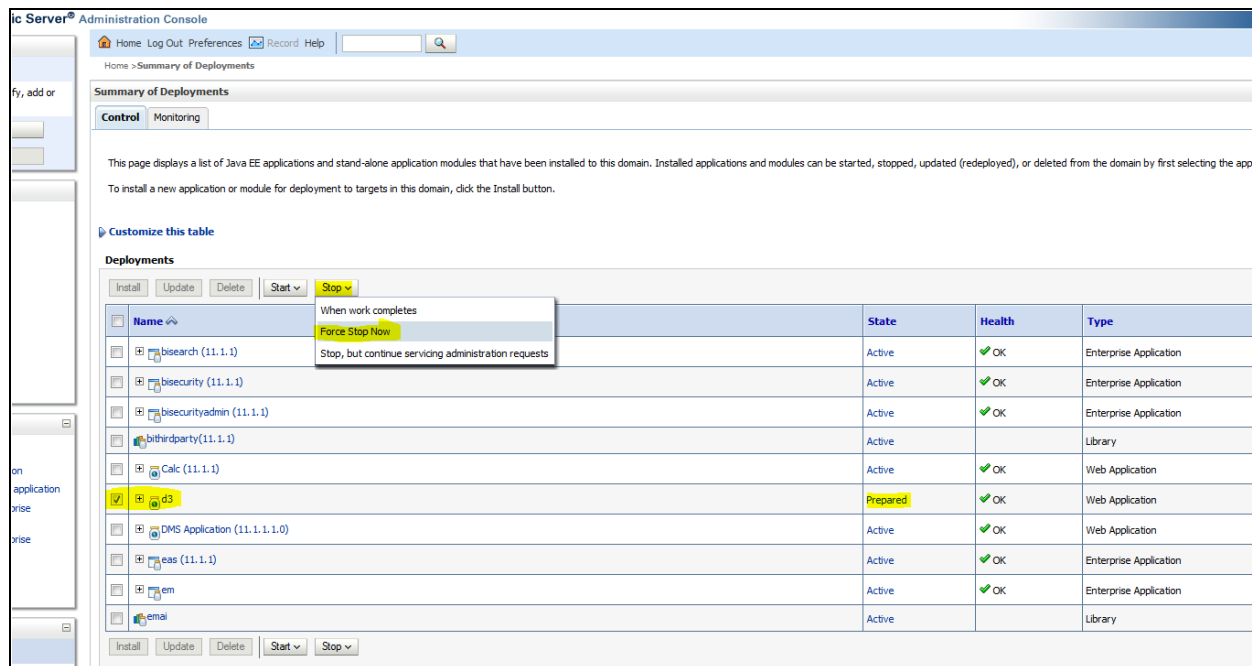 ic Server® Administration Console
Home Log Out Preferences Record Help
Home >Summary of Deployments
fy, add or
Summary of Deployments
Control Monitoring
This page displays a list of Java EE applications and stand-alone application modules that have been installed to this domain. Installed applications and modules can be started, stopped, updated (redeployed), or deleted from the domain by first selecting the app
To install a new application or module for deployment to targets in this domain, click the Install button.
Customize this table
Deployments
Install Update Delete Start Stop
When work completes
Force Stop Now
Stop, but continue servicing administration requests
Name State Health Type
bisearch (11.1.1) Active OK Enterprise Application
bisecurity (11.1.1) Active OK Enterprise Application
bisecurityadmin (11.1.1) Active OK Enterprise Application
bithirdparty(11.1.1) Active Library
on
Calc (11.1.1) Active OK Web Application
application
d3 Prepared OK Web Application
prise
DMS Application (11.1.1.1.0) Active OK Web Application
prise
eas (11.1.1) Active OK Enterprise Application
em Active OK Enterprise Application
emai Active Library
Install Update Delete Start Stop